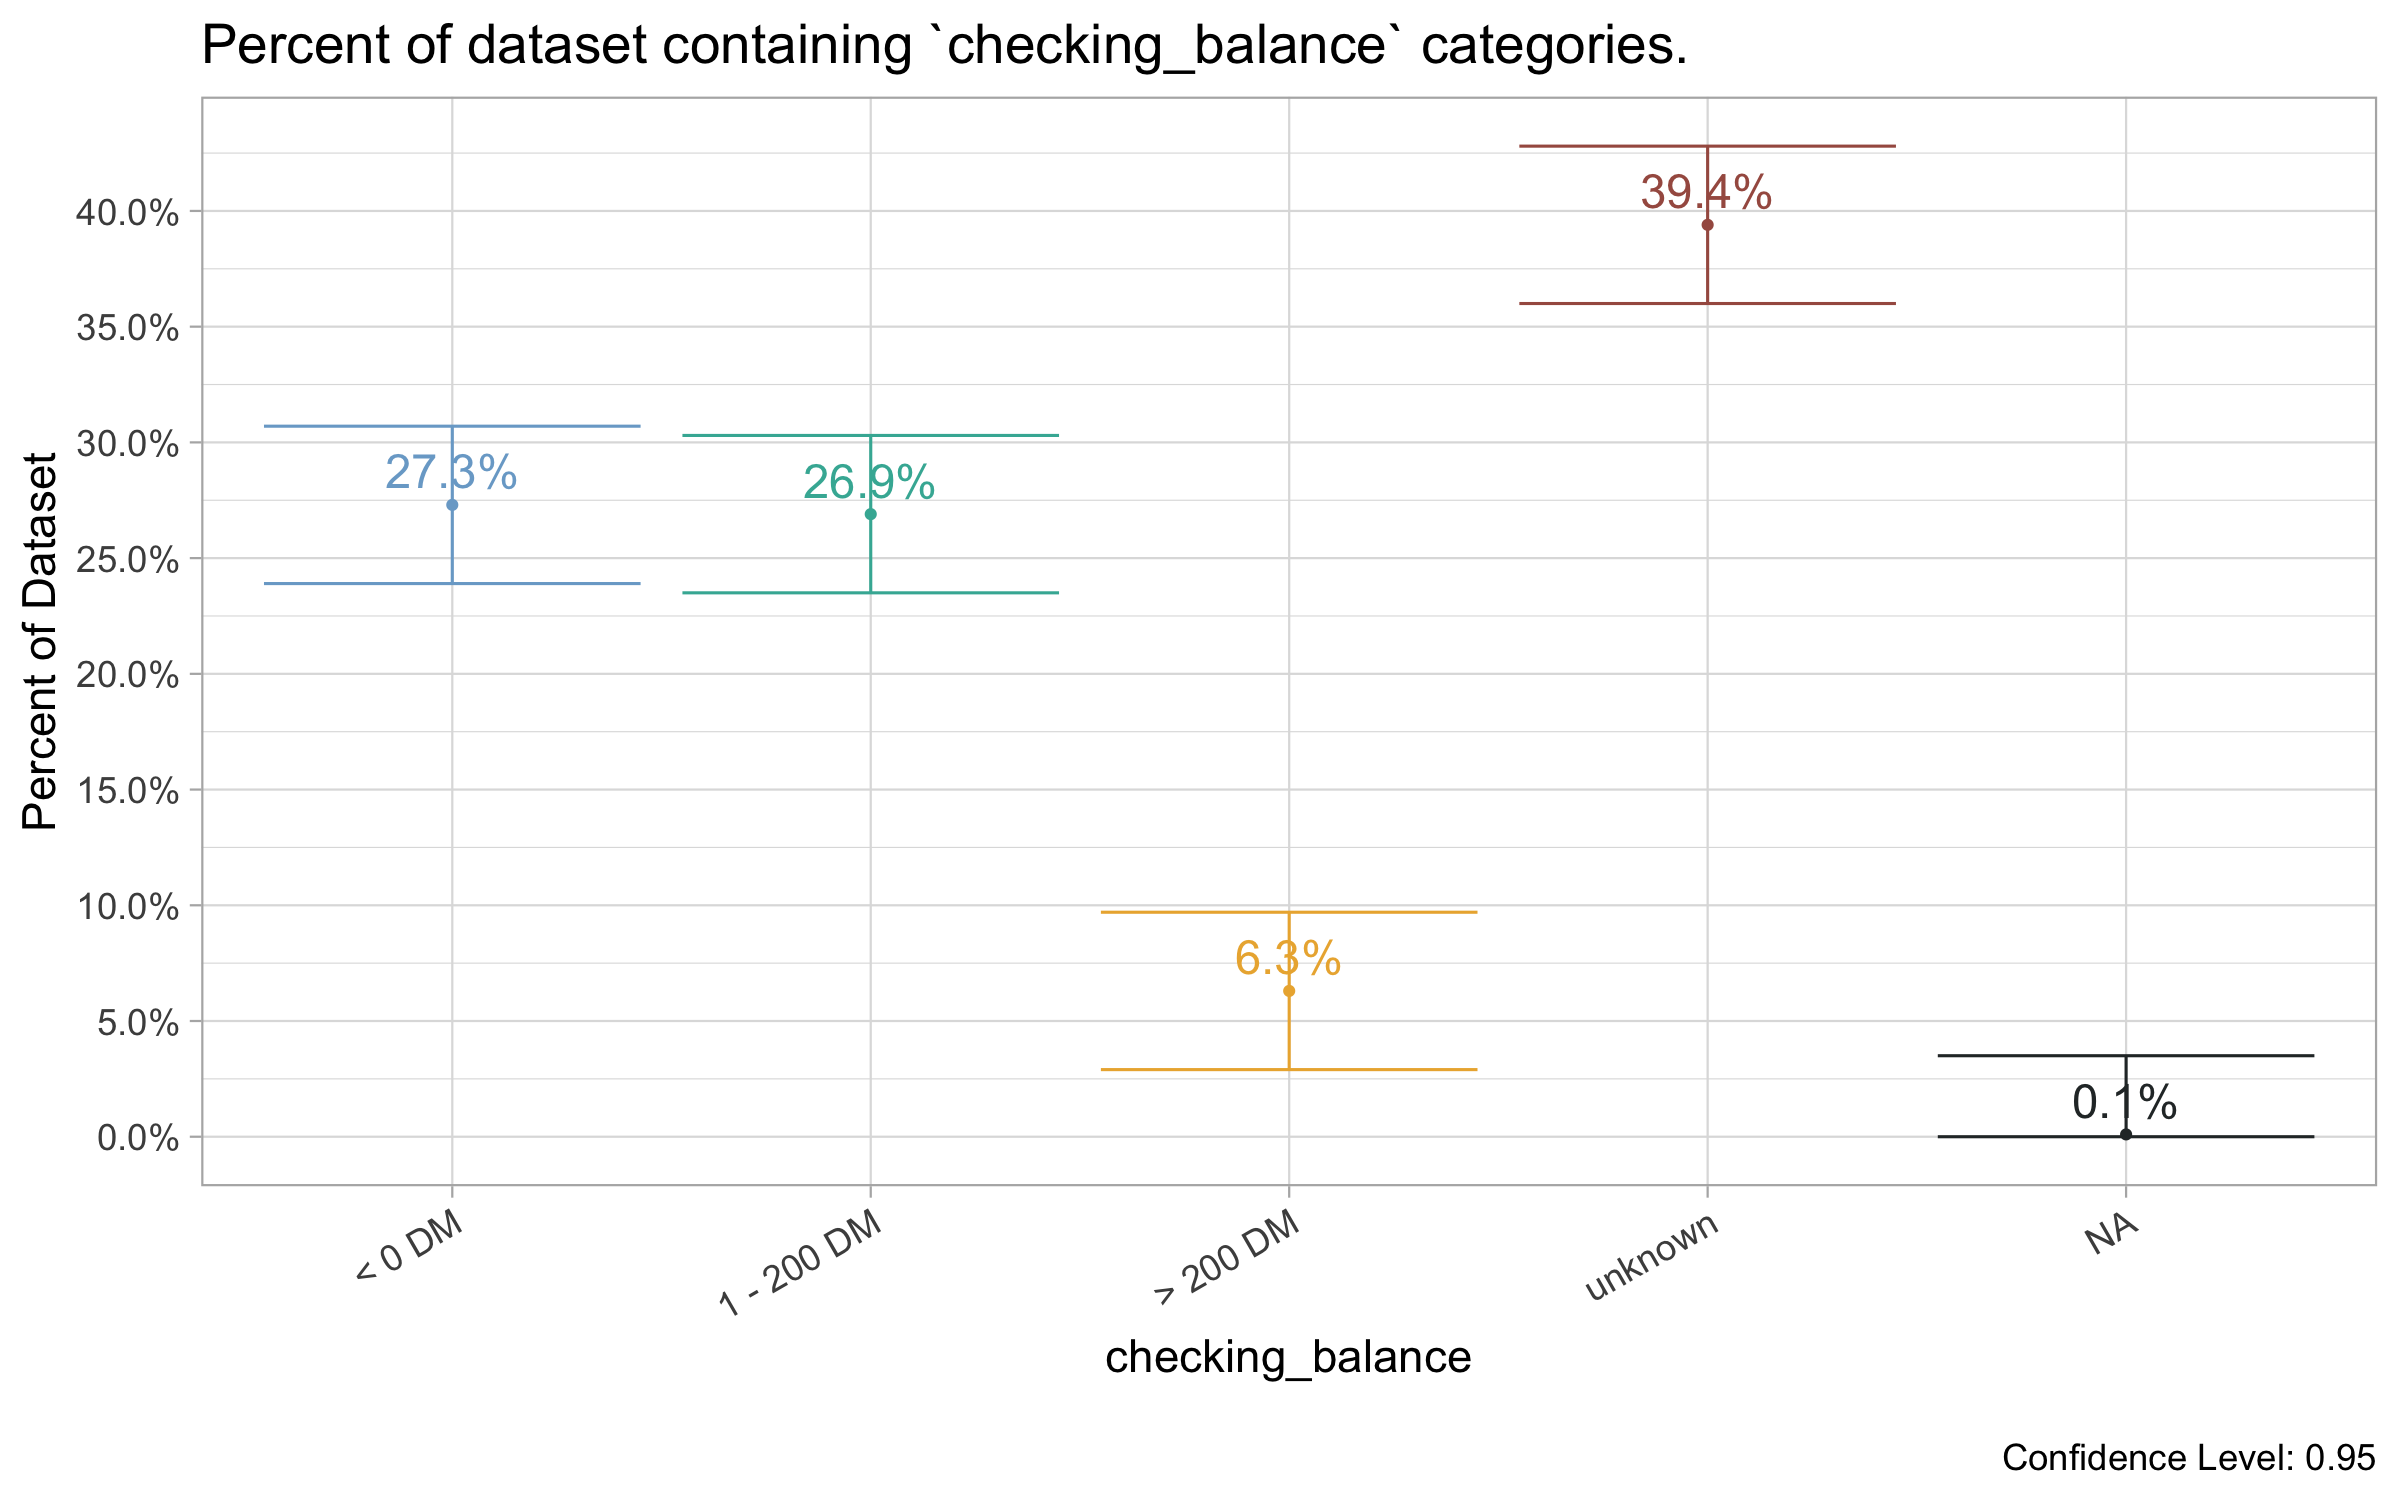 Percent of dataset containing `checking_balance` categories.
Percent of Dataset
40.0%
35.0%
30.0%
25.0%
20.0%
15.0%
10.0%
5.0%
0.0%
27.3%
26.9%
6.3%
39.4%
0.1%
< 0 DM
1 - 200 DM
> 200 DM
unknown
NA
checking_balance
Confidence Level: 0.95